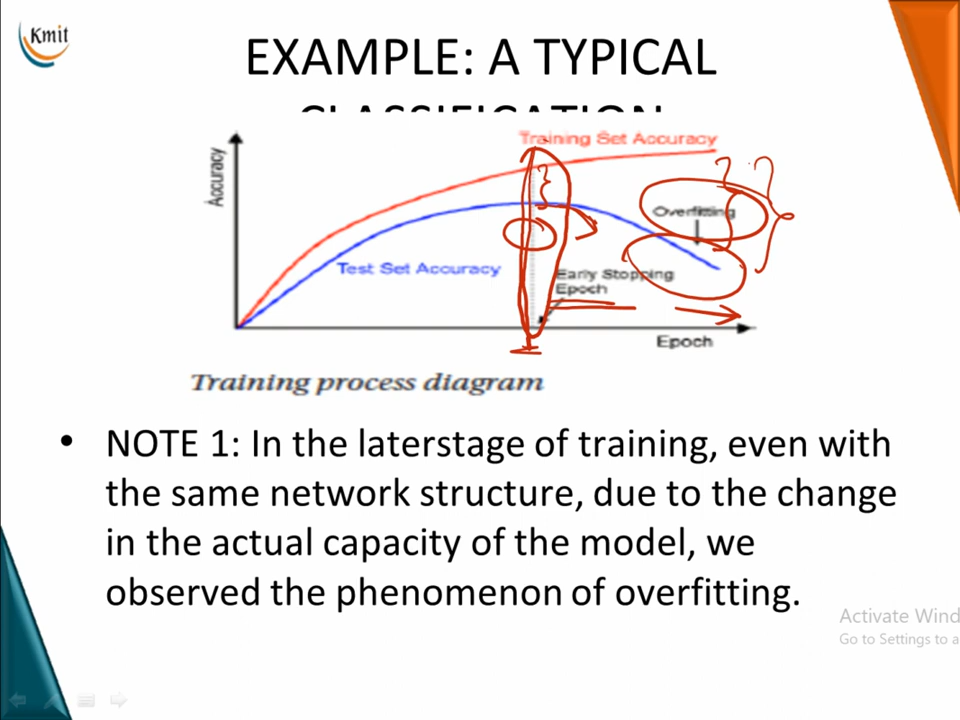 Kmit
EXAMPLE: A TYPICAL
CLASSIFICATION
Training Set Accuracy
Accuracy
Overfitting
Test Set Accuracy
Early Stopping
Epoch
Epoch
Training process diagram
• NOTE 1: In the laterstage of training, even with
the same network structure, due to the change
in the actual capacity of the model, we
observed the phenomenon of overfitting.
Activate Wind
Go to Settings to a